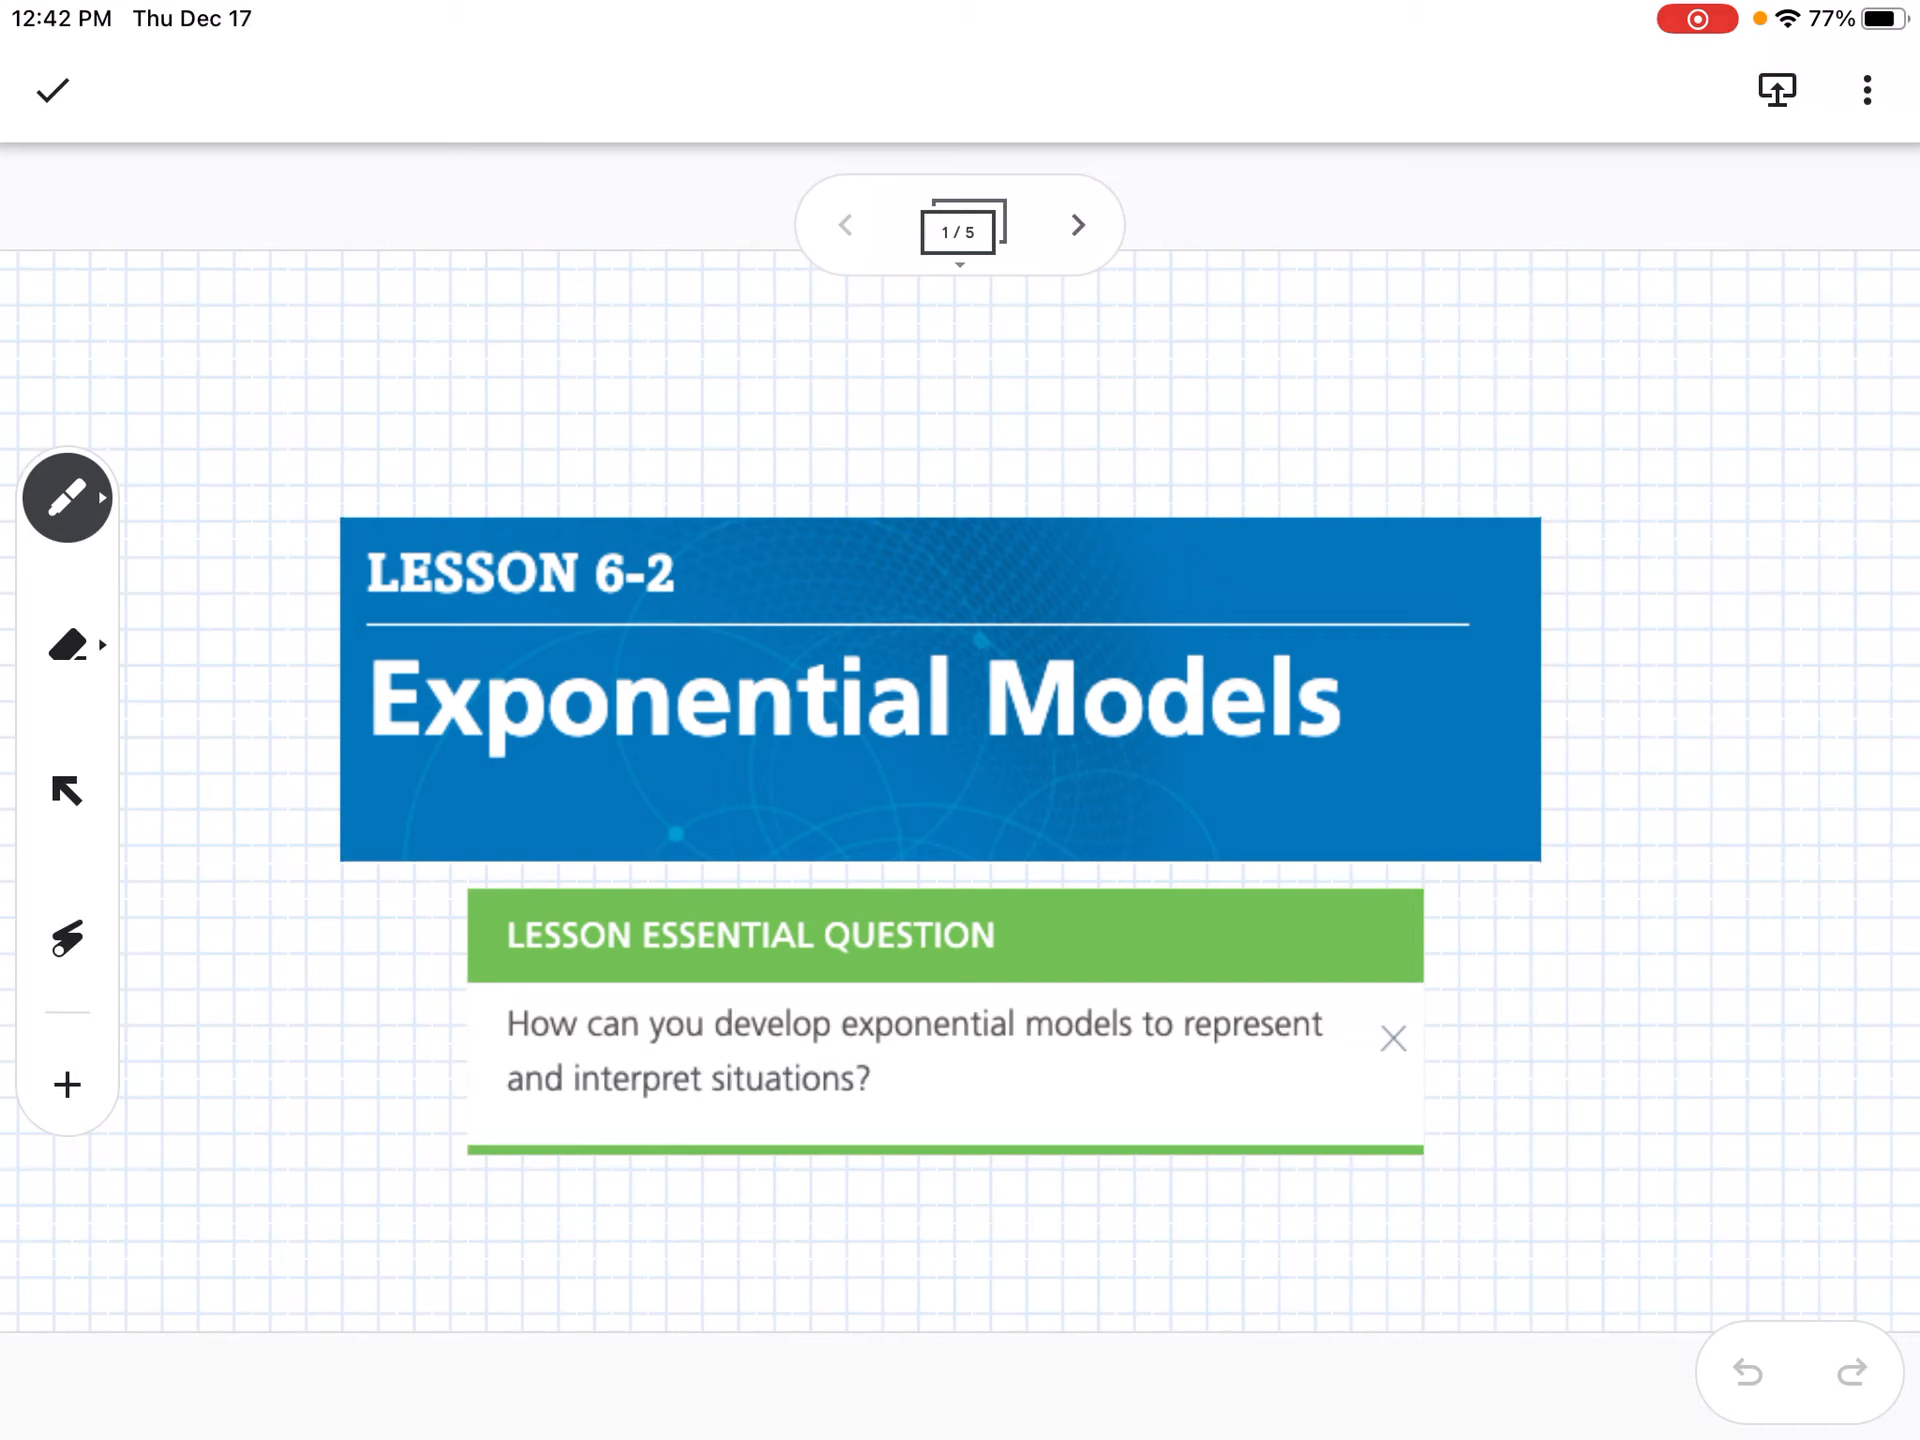 12:42 PM Thu Dec 17
77%
1 / 5
LESSON 6-2
Exponential Models
LESSON ESSENTIAL QUESTION
How can you develop exponential models to represent
and interpret situations?